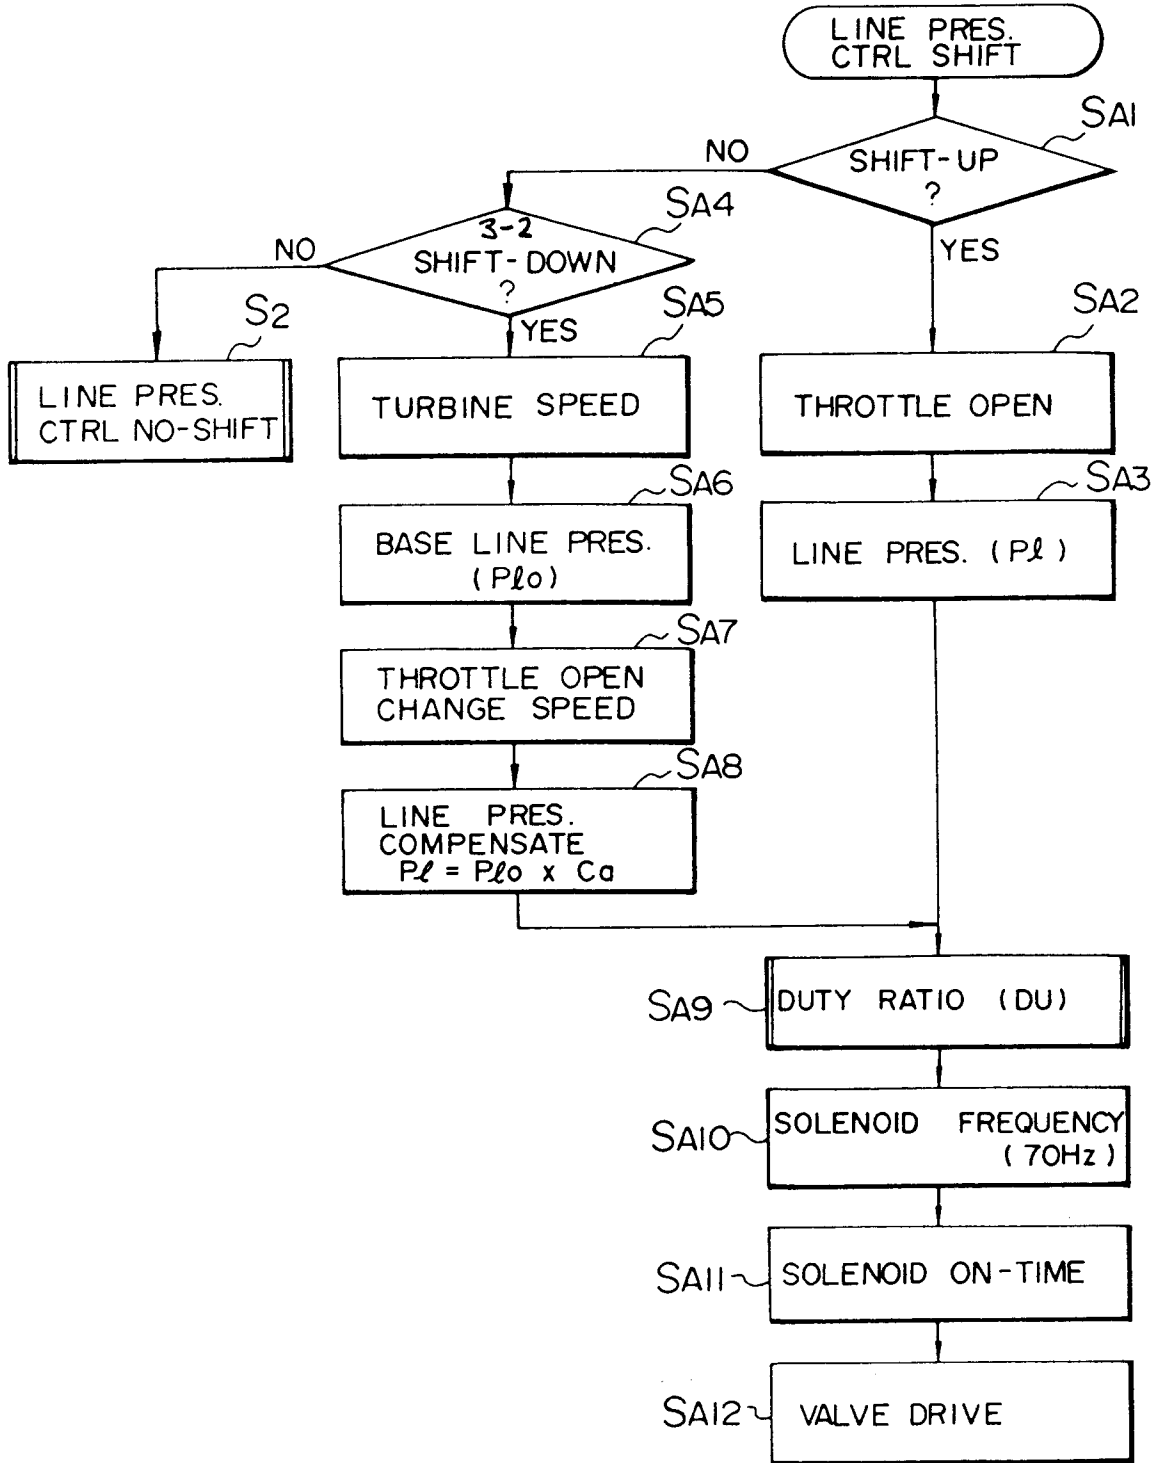 LINE PRES.
CTRL SHIFT
SA1
SHIFT-UP
?
NO
YES
SA4
3-2
SHIFT-DOWN
?
NO
YES
S2
LINE PRES.
CTRL NO-SHIFT
SA5
TURBINE SPEED
SA2
THROTTLE OPEN
SA6
BASE LINE PRES.
(Plo)
SA3
LINE PRES. (Pl)
SA7
THROTTLE OPEN
CHANGE SPEED
SA8
LINE PRES.
COMPENSATE
Pl = Plo x Ca
SA9
DUTY RATIO (DU)
SA10
SOLENOID FREQUENCY
(70Hz)
SA11
SOLENOID ON-TIME
SA12
VALVE DRIVE